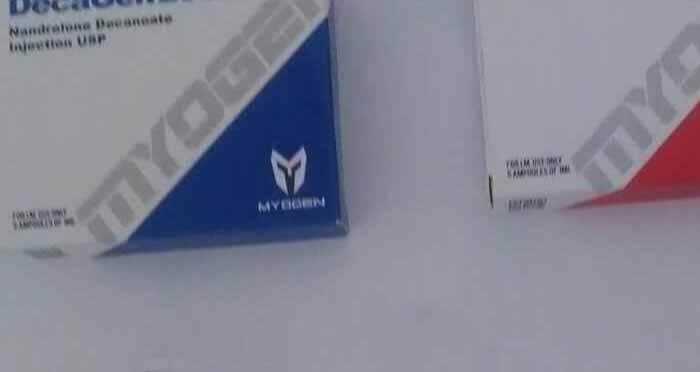 Nandrolone Decanoate
Injection USP
MYOGEN
MYOGEN
FOR I.M. USE ONLY
5 AMPOULES OF 1ML
FOR I.M. USE ONLY
5 AMPOULES OF 1ML